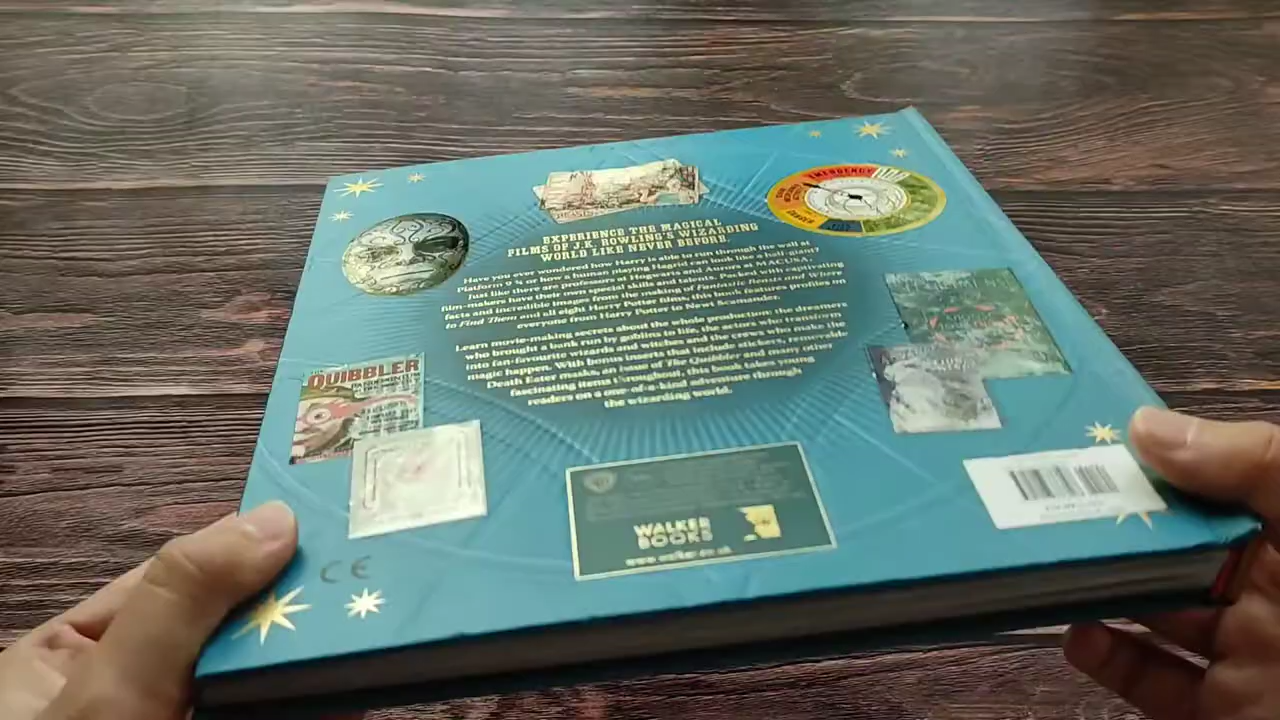 EMERGENCY
DANGER
EXPERIENCE THE MAGICAL
FILMS OF J.K. ROWLING'S WIZARDING
WORLD LIKE NEVER BEFORE.
Have you ever wondered how Harry is able to run through the wall at
Platform 9 ¾ or how a human playing Hagrid can look like a half-giant?
Just like there are professors at Hogwarts and Aurors at MACUSA,
film-makers have their own special skills and talents. Packed with captivating
facts and incredible images from the making of Fantastic Beasts and Where
to Find Them and all eight Harry Potter films, this book features profiles on
everyone from Harry Potter to Newt Scamander.
Learn movie-making secrets about the whole production: the dreamers
who brought a bank run by goblins to life, the actors who transform
into fan-favourite wizards and witches and the crews who make the
magic happen. With bonus inserts that include stickers, removable
Death Eater masks, an issue of The Quibbler and many other
fascinating items throughout, this book takes young
readers on a one-of-a-kind adventure through
the wizarding world.
THE
QUIBBLER
WALKER
BOOKS
www.walker.co.uk
CE